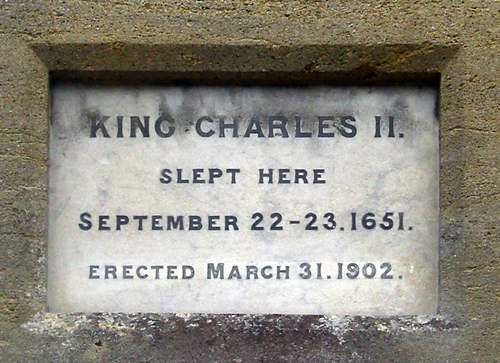 KING CHARLES II.
SLEPT HERE
SEPTEMBER 22-23.1651.
ERECTED MARCH 31.1902.